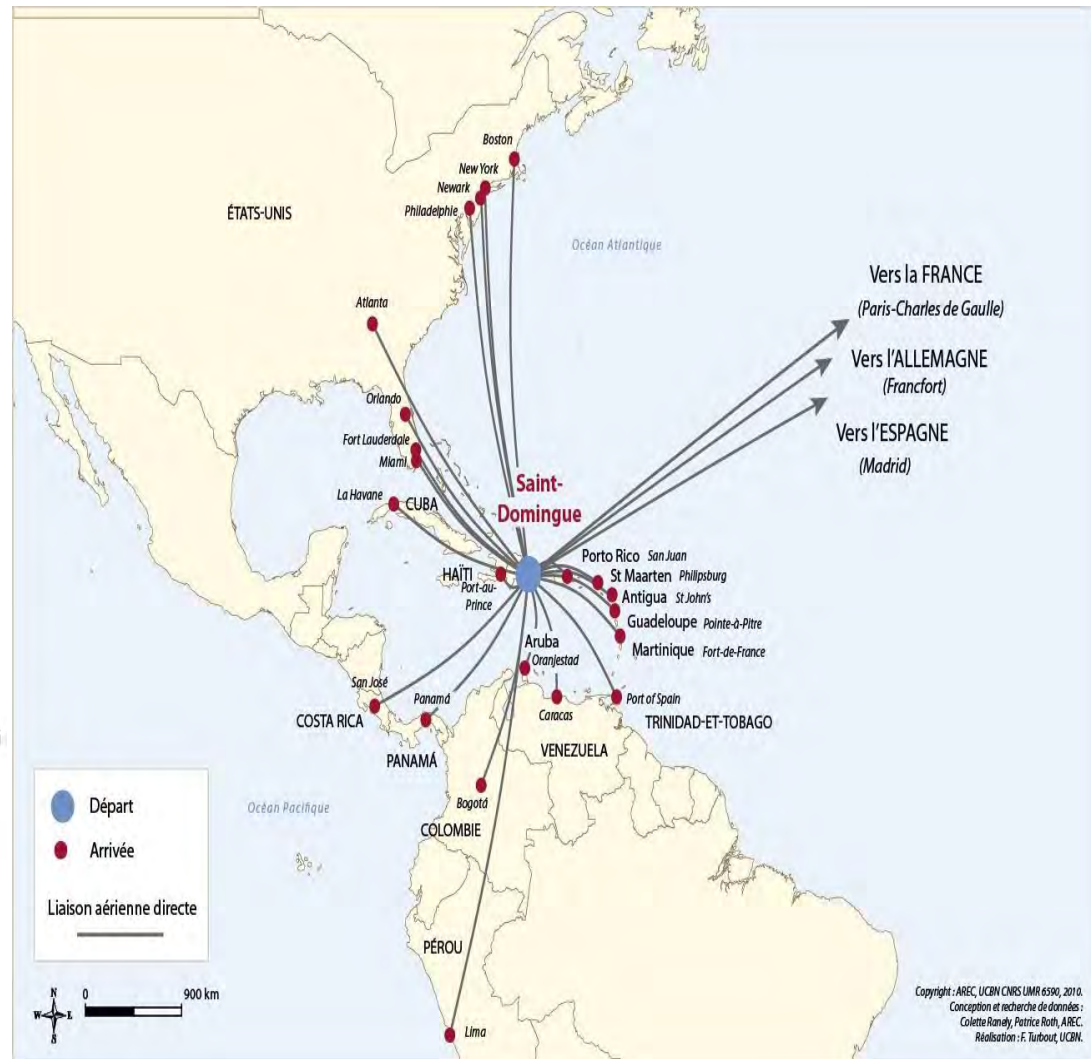 Boston
New York
Newark
Philadelphie
ÉTATS-UNIS
Océan Atlantique
Vers la FRANCE
(Paris-Charles de Gaulle)
Atlanta
Vers l'ALLEMAGNE
(Francfort)
Orlando
Fort Lauderdale
Miami
Vers l'ESPAGNE
(Madrid)
La Havane
CUBA
Saint-
Domingue
HAÏTI
Port-au-
Prince
Porto Rico San Juan
St Maarten Philipsburg
Antigua St John's
Guadeloupe Pointe-à-Pitre
Martinique Fort-de-France
Aruba
Oranjestad
San José
Panamá
Caracas
Port of Spain
COSTA RICA
TRINIDAD-ET-TOBAGO
PANAMÁ
VENEZUELA
Bogotá
COLOMBIE
Océan Pacifique
Départ
Arrivée
Liaison aérienne directe
PÉROU
Lima
N
W E
S
0 900 km
Copyright : AREC, UCBN CNRS UMR 6590, 2010.
Conception et recherche de données :
Colette Ranely, Patrice Roth, AREC.
Réalisation : F. Turbout, UCBN.